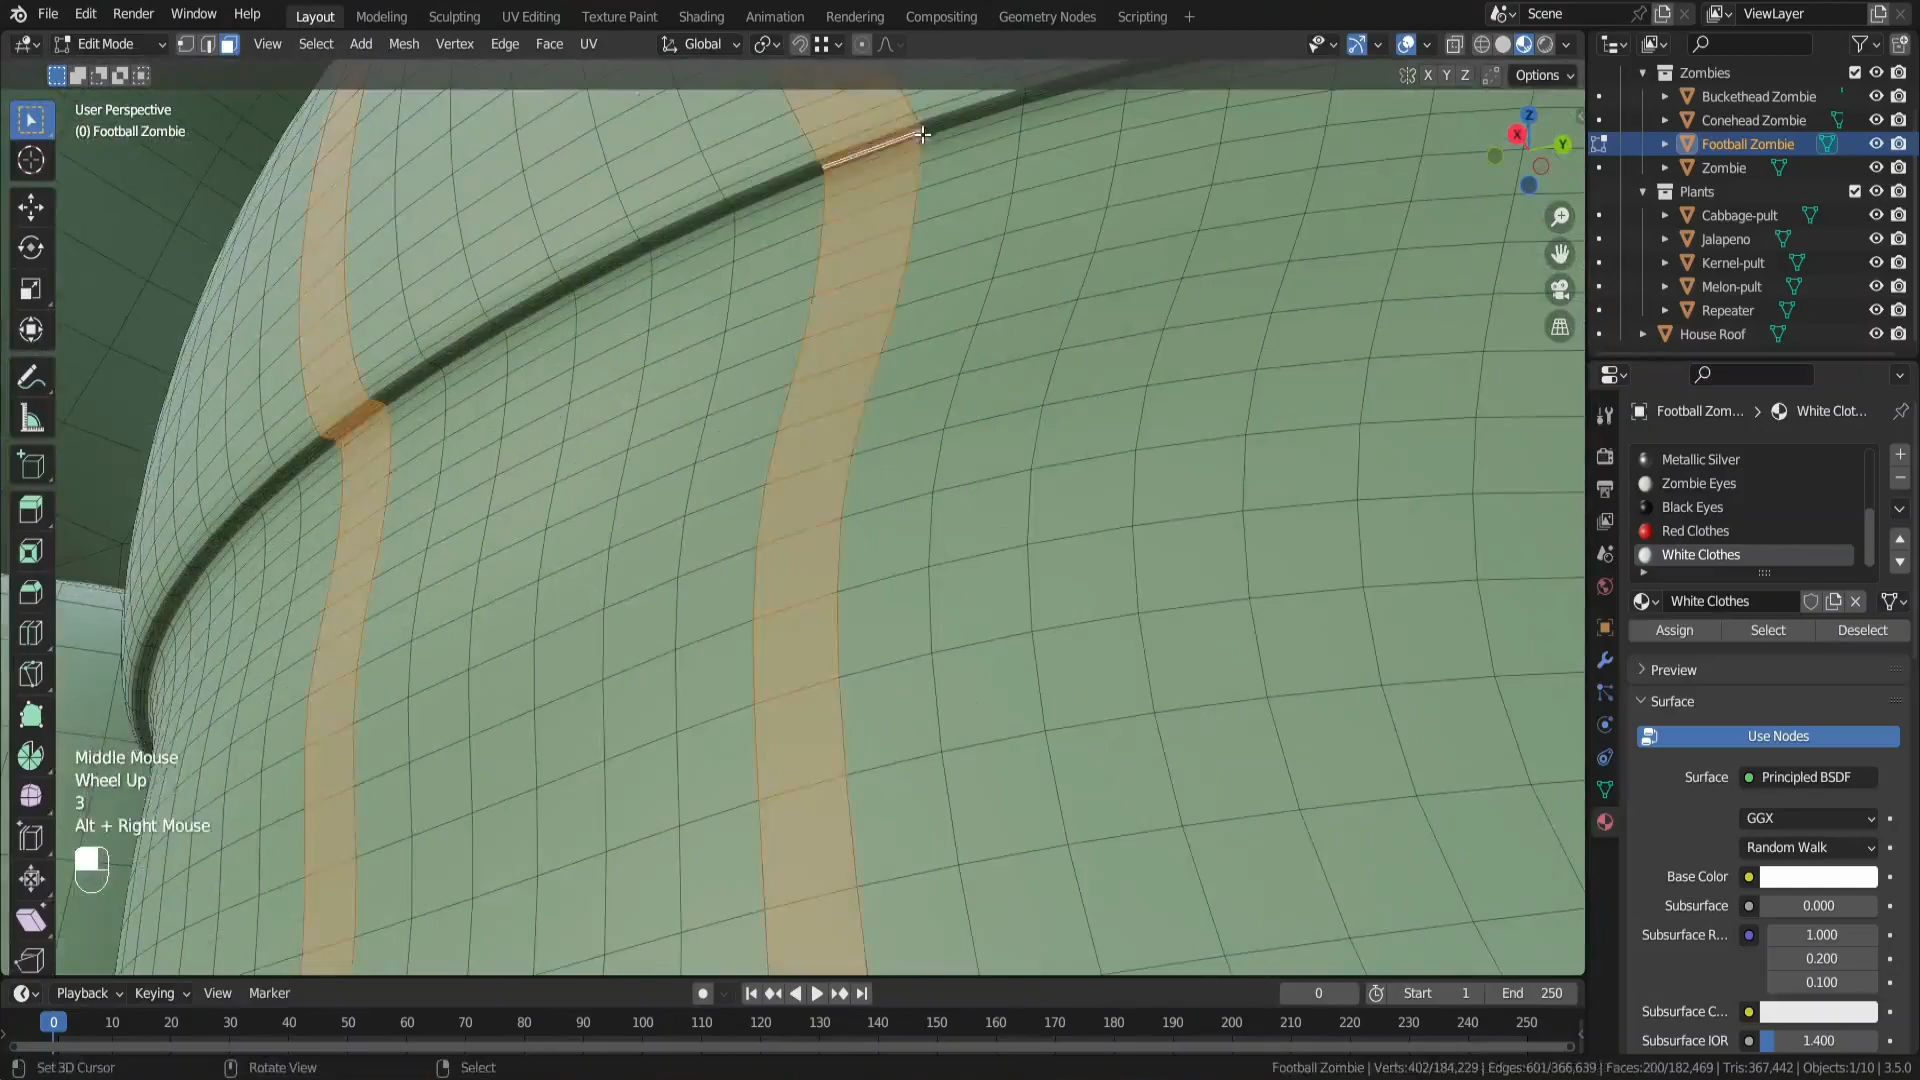 File Edit Render Window Help Layout Modeling Sculpting UV Editing Texture Paint Shading Animation Rendering Compositing Geometry Nodes Scripting + Scene ViewLayer
Edit Mode View Select Add Mesh Vertex Edge Face UV Global
X Y Z Options
User Perspective
(0) Football Zombie
Z
X
Y
Middle Mouse
Wheel Up
3
Alt + Right Mouse
Zombies
Buckethead Zombie
Conehead Zombie
Football Zombie
Zombie
Plants
Cabbage-pult
Jalapeno
Kernel-pult
Melon-pult
Repeater
House Roof
Football Zom... > White Clot...
Metallic Silver
Zombie Eyes
Black Eyes
Red Clothes
White Clothes
White Clothes
Assign Select Deselect
Preview
Surface
Use Nodes
Surface Principled BSDF
GGX
Random Walk
Base Color
Subsurface 0.000
Subsurface R... 1.000
0.200
0.100
Subsurface C...
Subsurface IOR 1.400
Playback Keying View Marker 0 Start 1 End 250
0 10 20 30 40 50 60 70 80 90 100 110 120 130 140 150 160 170 180 190 200 210 220 230 240 250
Set 3D Cursor Rotate View Select Football Zombie | Verts:402/184,229 | Edges:601/366,639 | Faces:200/182,469 | Tris:367,442 | Objects:1/10 | 3.5.0